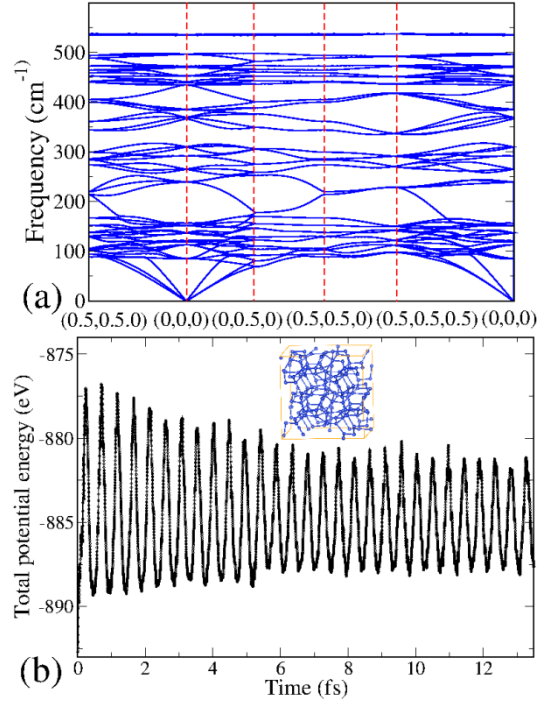 500
400
300
200
100
0
Frequency (cm⁻¹)
(a)
(0.5,0.5.0) (0,0,0) (0,0.5,0) (0.5,0.5,0) (0.5,0.5,0.5) (0,0,0)
-875
-880
-885
-890
Total potential energy (eV)
(b)
0 2 4 6 8 10 12
Time (fs)